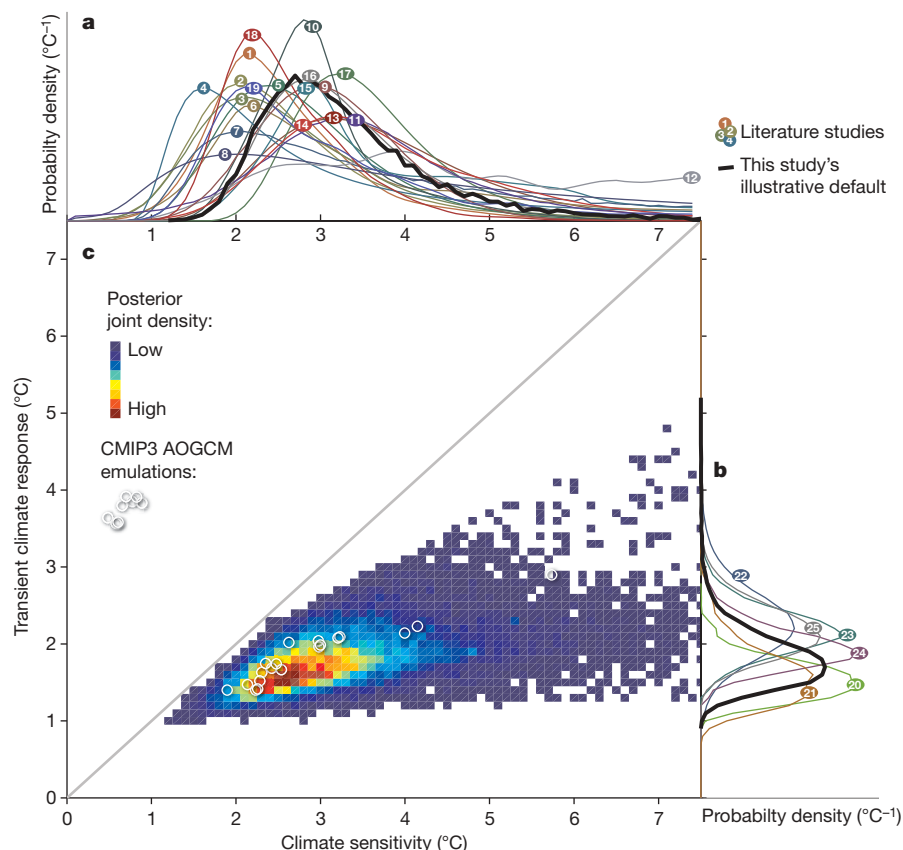 a
Probability density (°C⁻¹)
18
10
1
16
17
4
2
19
5
15
9
3
6
7
14
13
11
8
12
1
3 2
4
Literature studies
This study's
illustrative default
1 2 3 4 5 6 7
c
7
6
5
4
3
2
1
0
Transient climate response (°C)
Posterior
joint density:
Low
High
CMIP3 AOGCM
emulations:
b
22
25
23
24
20
21
0 1 2 3 4 5 6 7
Climate sensitivity (°C)
Probabilty density (°C⁻¹)